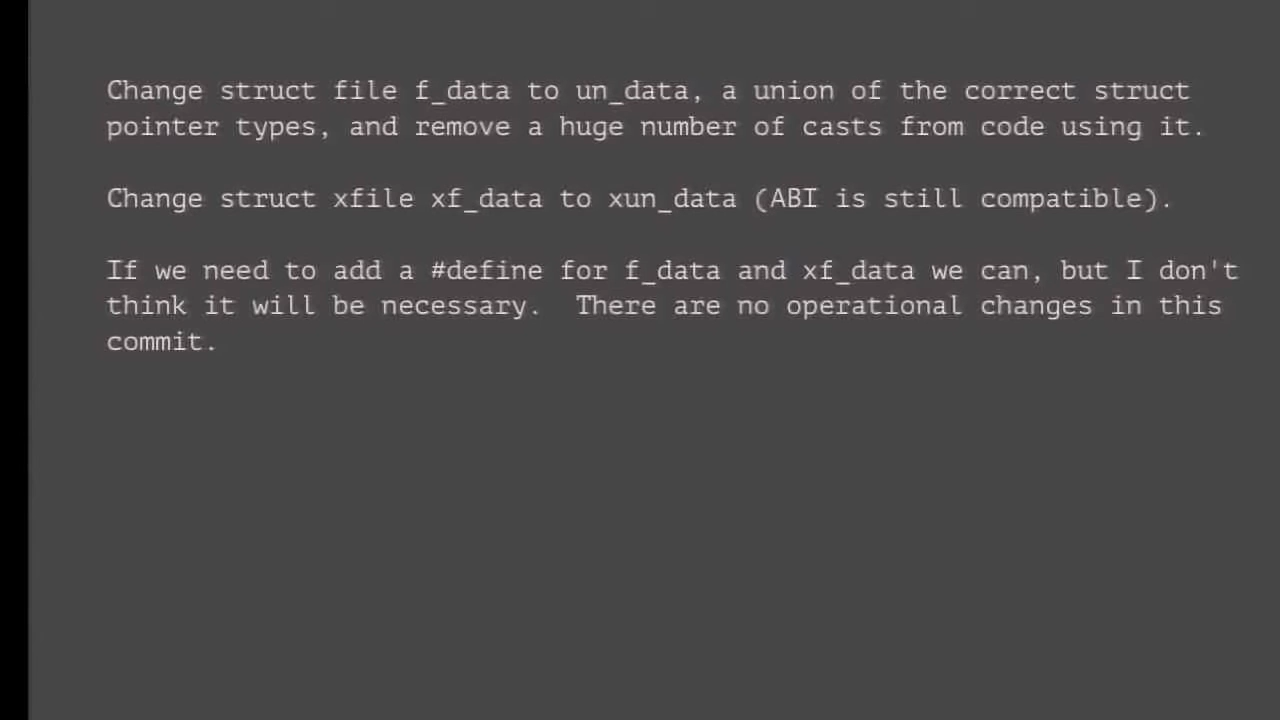 Change struct file f_data to un_data, a union of the correct struct
pointer types, and remove a huge number of casts from code using it.
Change struct xfile xf_data to xun_data (ABI is still compatible).
If we need to add a #define for f_data and xf_data we can, but I don't
think it will be necessary.  There are no operational changes in this
commit.